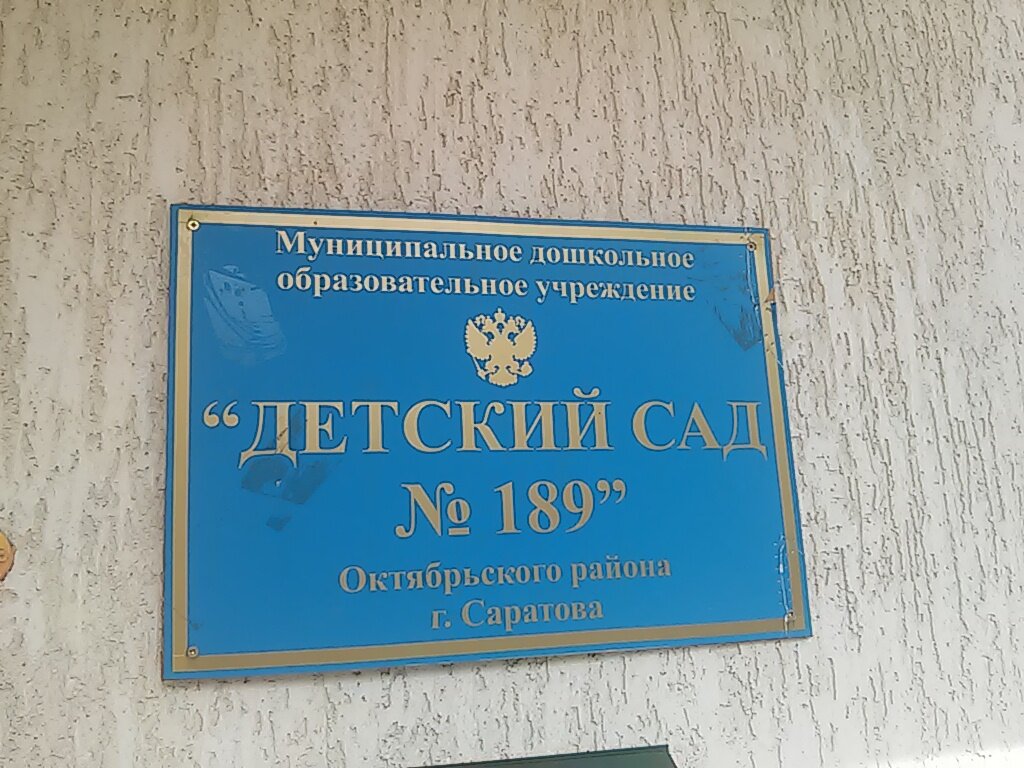 Муниципальное дошкольное
образовательное учреждение
“ДЕТСКИЙ САД
№ 189”
Октябрьского района
г. Саратова